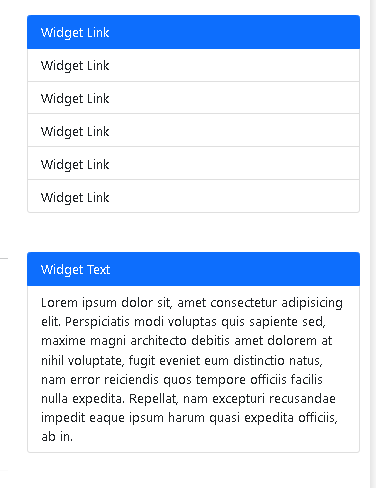 Widget Link
Widget Link
Widget Link
Widget Link
Widget Link
Widget Link
Widget Text
Lorem ipsum dolor sit, amet consectetur adipisicing
elit. Perspiciatis modi voluptas quis sapiente sed,
maxime magni architecto debitis amet dolorem at
nihil voluptate, fugit eveniet eum distinctio natus,
nam error reiciendis quos tempore officiis facilis
nulla expedita. Repellat, nam excepturi recusandae
impedit eaque ipsum harum quasi expedita officiis,
ab in.